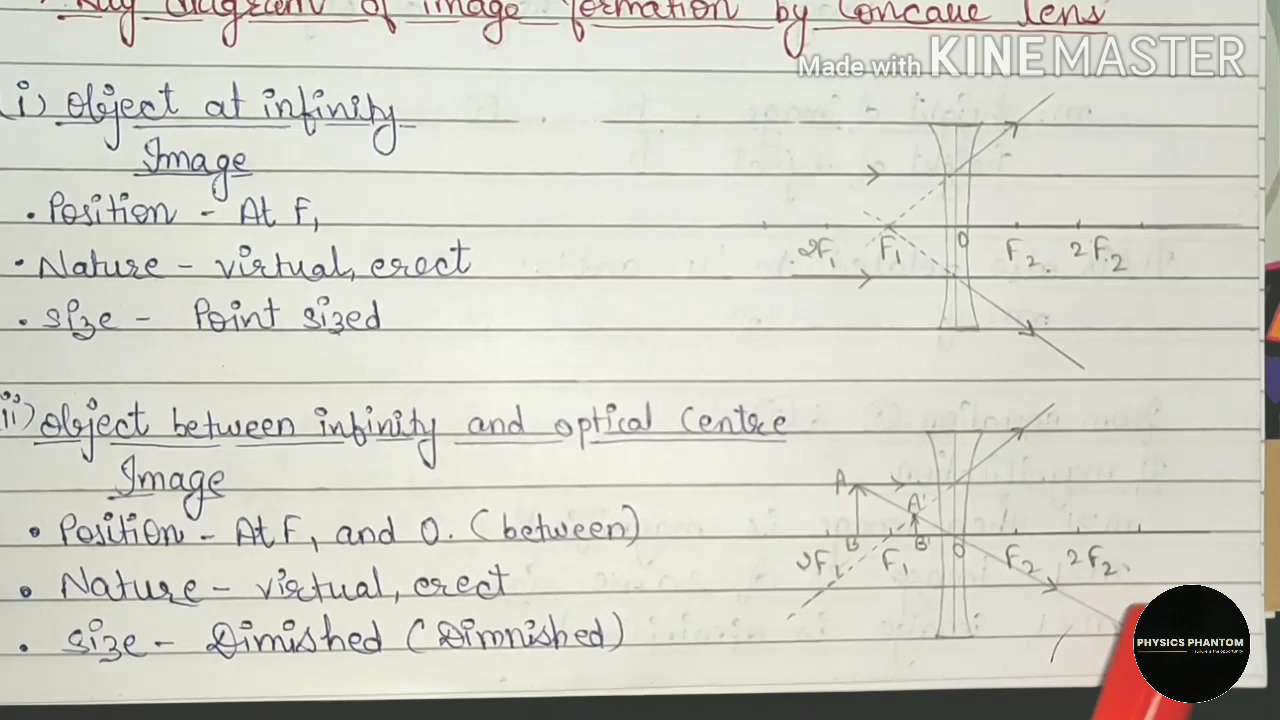 Ray diagram of image formation by Concave lens
Made with KINEMASTER
(i) Object at infinity
Image
• Position - At F₁
• Nature - virtual, erect
• Size - Point sized
2F₁ F₁ O F₂ 2F₂
ii) Object between infinity and optical Centre
Image
• Position - At F₁ and O. (between)
• Nature - virtual, erect
• Size - Dimished (Dimnished)
A A'
B B'
2F₁ F₁ O F₂ 2F₂
PHYSICS PHANTOM